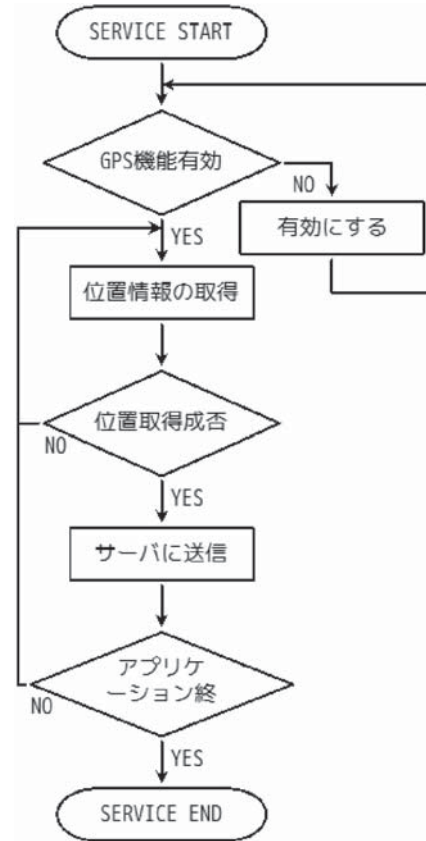 SERVICE START
GPS機能有効
NO
有効にする
YES
位置情報の取得
位置取得成否
NO
YES
サーバに送信
アプリケ
ーション終
NO
YES
SERVICE END